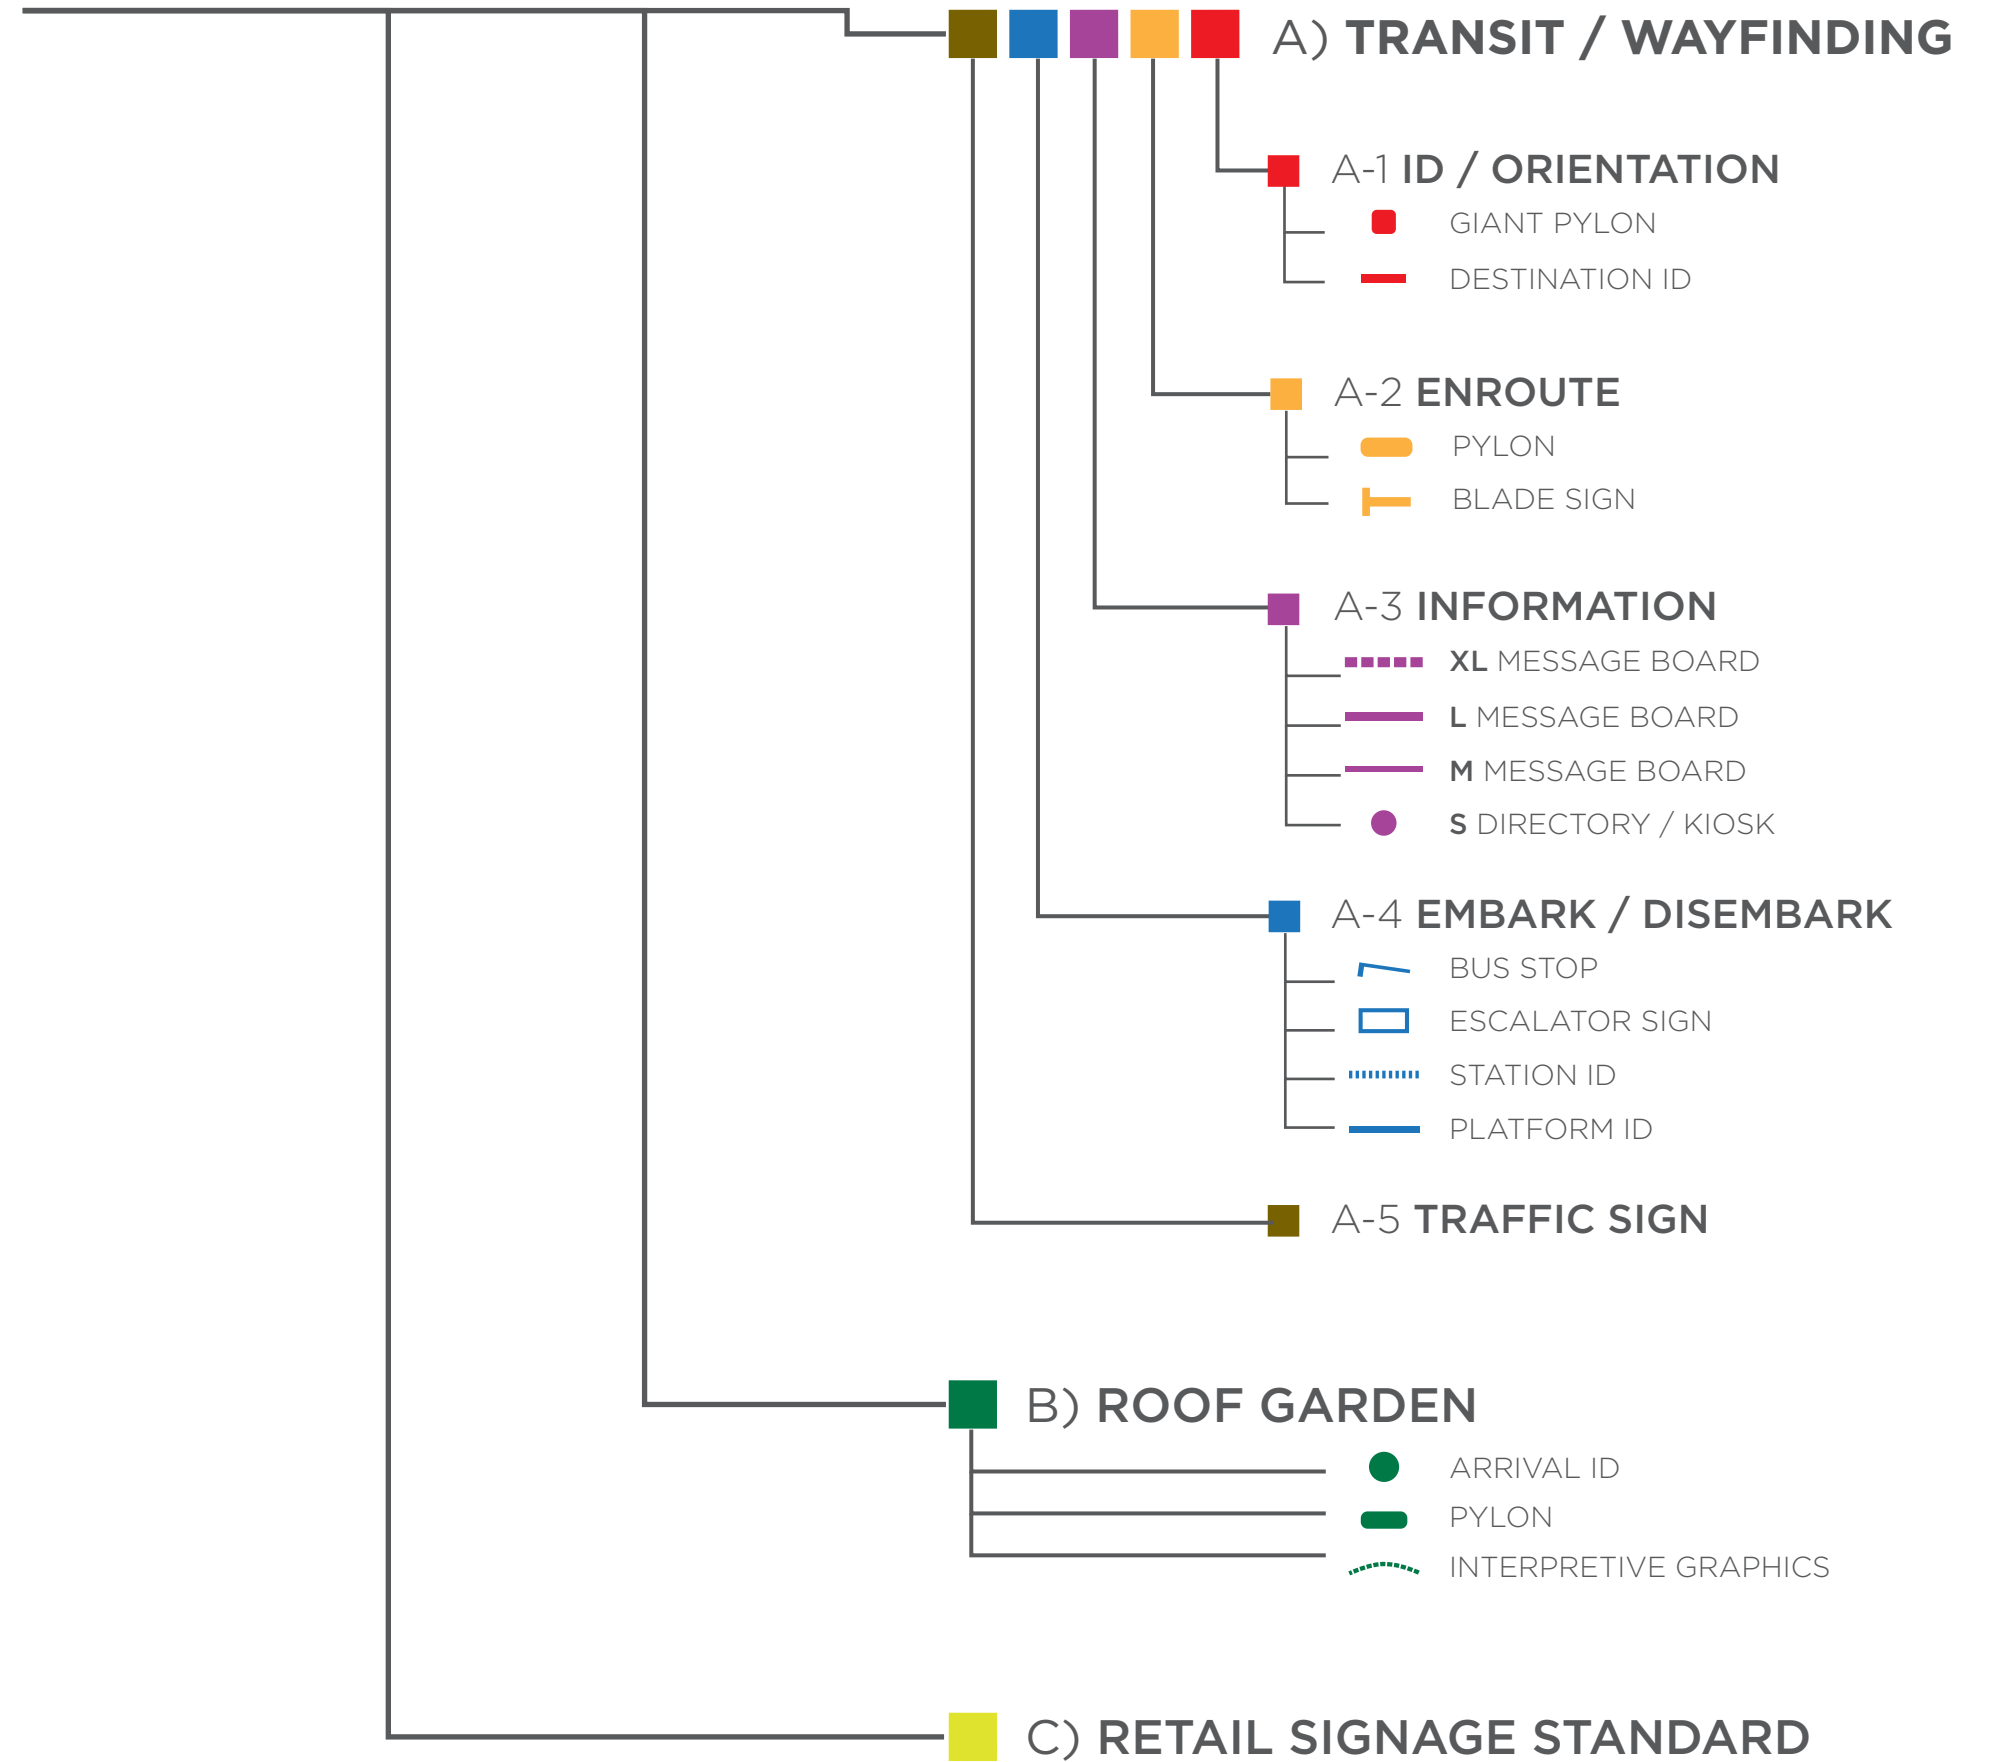 A) TRANSIT / WAYFINDING
A-1 ID / ORIENTATION
GIANT PYLON
DESTINATION ID
A-2 ENROUTE
PYLON
BLADE SIGN
A-3 INFORMATION
XL MESSAGE BOARD
L MESSAGE BOARD
M MESSAGE BOARD
S DIRECTORY / KIOSK
A-4 EMBARK / DISEMBARK
BUS STOP
ESCALATOR SIGN
STATION ID
PLATFORM ID
A-5 TRAFFIC SIGN
B) ROOF GARDEN
ARRIVAL ID
PYLON
INTERPRETIVE GRAPHICS
C) RETAIL SIGNAGE STANDARD